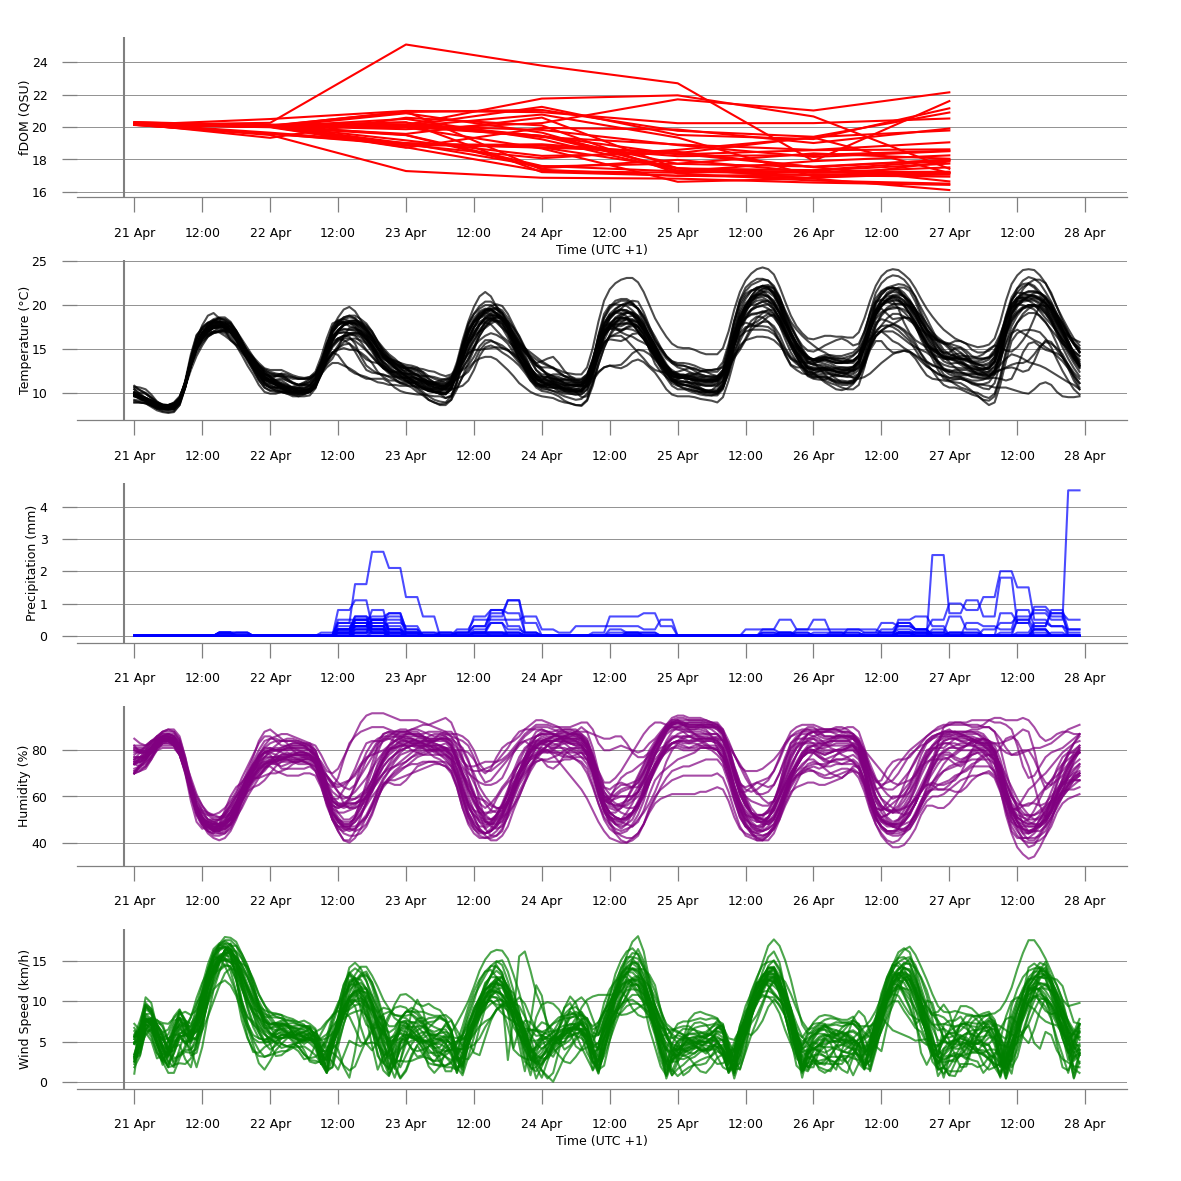 fDOM (QSU)
24
22
20
18
16
21 Apr 12:00 22 Apr 12:00 23 Apr 12:00 24 Apr 12:00 25 Apr 12:00 26 Apr 12:00 27 Apr 12:00 28 Apr
Time (UTC +1)
Temperature (°C)
25
20
15
10
21 Apr 12:00 22 Apr 12:00 23 Apr 12:00 24 Apr 12:00 25 Apr 12:00 26 Apr 12:00 27 Apr 12:00 28 Apr
Precipitation (mm)
4
3
2
1
0
21 Apr 12:00 22 Apr 12:00 23 Apr 12:00 24 Apr 12:00 25 Apr 12:00 26 Apr 12:00 27 Apr 12:00 28 Apr
Humidity (%)
80
60
40
21 Apr 12:00 22 Apr 12:00 23 Apr 12:00 24 Apr 12:00 25 Apr 12:00 26 Apr 12:00 27 Apr 12:00 28 Apr
Wind Speed (km/h)
15
10
5
0
21 Apr 12:00 22 Apr 12:00 23 Apr 12:00 24 Apr 12:00 25 Apr 12:00 26 Apr 12:00 27 Apr 12:00 28 Apr
Time (UTC +1)